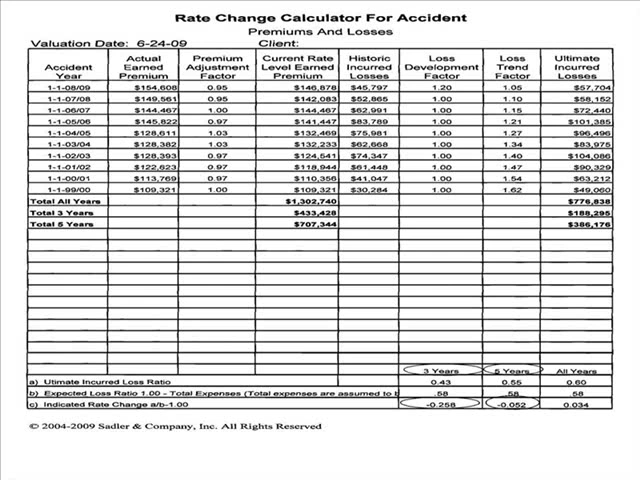 Rate Change Calculator For Accident
Premiums And Losses
Valuation Date: 6-24-09 Client:
Accident Year Actual Earned Premium Premium Adjustment Factor Current Rate Level Earned Premium Historic Incurred Losses Loss Development Factor Loss Trend Factor Ultimate Incurred Losses
1-1-08/09 $154,608 0.95 $146,878 $45,797 1.20 1.05 $57,704
1-1-07/08 $149,561 0.95 $142,083 $52,865 1.00 1.10 $58,152
1-1-06/07 $144,467 1.00 $144,467 $62,991 1.00 1.15 $72,440
1-1-05/06 $145,822 0.97 $141,447 $83,789 1.00 1.21 $101,385
1-1-04/05 $128,611 1.03 $132,469 $75,981 1.00 1.27 $96,496
1-1-03/04 $128,382 1.03 $132,233 $62,668 1.00 1.34 $83,975
1-1-02/03 $128,393 0.97 $124,541 $74,347 1.00 1.40 $104,086
1-1-01/02 $122,623 0.97 $118,944 $61,448 1.00 1.47 $90,329
1-1-00/01 $113,769 0.97 $110,356 $41,047 1.00 1.54 $63,212
1-1-99/00 $109,321 1.00 $109,321 $30,284 1.00 1.62 $49,060
Total All Years $1,302,740 $776,838
Total 3 Years $433,428 $188,295
Total 5 Years $707,344 $386,176
3 Years 5 Years All Years
a) Utimate Incurred Loss Ratio 0.43 0.55 0.60
b) Expected Loss Ratio 1.00 - Total Expenses (Total expenses are assumed to b .58 .58 .58
c) Indicated Rate Change a/b-1.00 -0.256 -0.052 0.034
© 2004-2009 Sadler & Company, Inc. All Rights Reserved